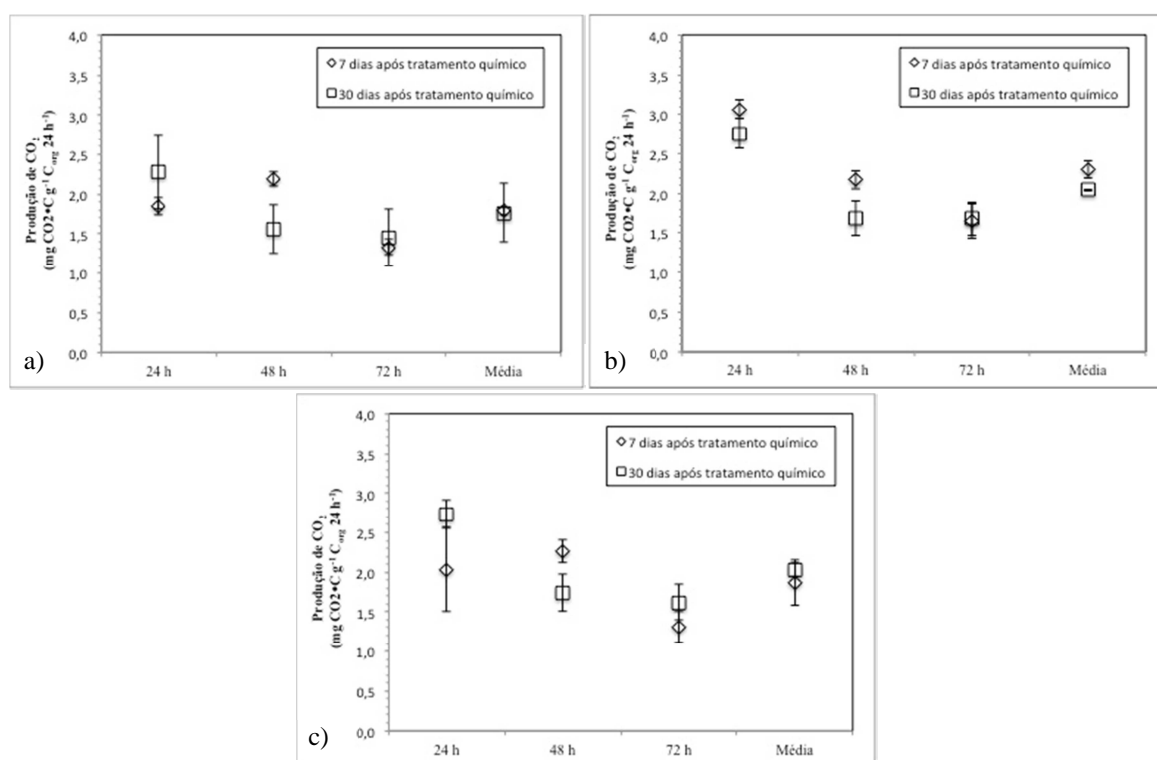 4,0
3,5
3,0
2,5
2,0
1,5
1,0
0,5
0,0
Produção de CO₂
(mg CO2•C g⁻¹ C_org 24 h⁻¹)
7 dias após tratamento químico
30 dias após tratamento químico
24 h 48 h 72 h Média
a)
4,0
3,5
3,0
2,5
2,0
1,5
1,0
0,5
0,0
Produção de CO₂
(mg CO2•C g⁻¹ C_org 24 h⁻¹)
7 dias após tratamento químico
30 dias após tratamento químico
24 h 48 h 72 h Média
b)
4,0
3,5
3,0
2,5
2,0
1,5
1,0
0,5
0,0
Produção de CO₂
(mg CO2•C g⁻¹ C_org 24 h⁻¹)
7 dias após tratamento químico
30 dias após tratamento químico
24 h 48 h 72 h Média
c)